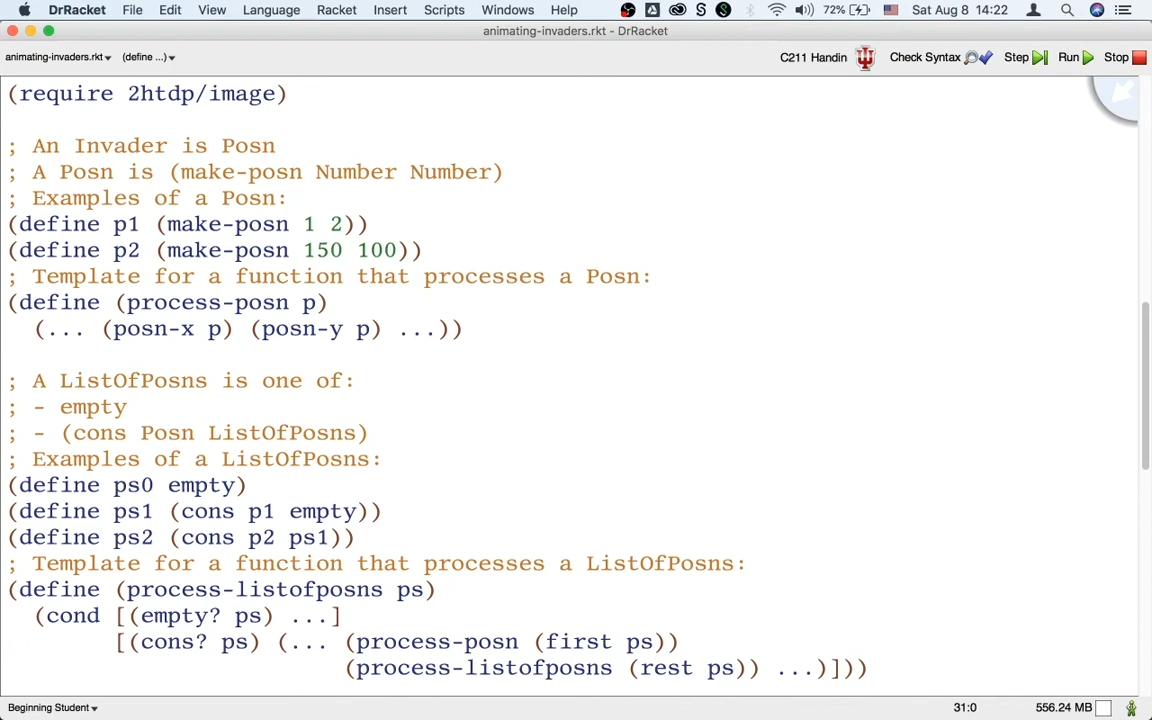 DrRacket File Edit View Language Racket Insert Scripts Windows Help 72% Sat Aug 8 14:22
animating-invaders.rkt - DrRacket
animating-invaders.rkt (define ...) C211 Handin Check Syntax Step Run Stop
(require 2htdp/image)
; An Invader is Posn
; A Posn is (make-posn Number Number)
; Examples of a Posn:
(define p1 (make-posn 1 2))
(define p2 (make-posn 150 100))
; Template for a function that processes a Posn:
(define (process-posn p)
(... (posn-x p) (posn-y p) ...))
; A ListOfPosns is one of:
; - empty
; - (cons Posn ListOfPosns)
; Examples of a ListOfPosns:
(define ps0 empty)
(define ps1 (cons p1 empty))
(define ps2 (cons p2 ps1))
; Template for a function that processes a ListOfPosns:
(define (process-listofposns ps)
(cond [(empty? ps) ...]
[(cons? ps) (... (process-posn (first ps))
(process-listofposns (rest ps)) ...)]))
Beginning Student 31:0 556.24 MB